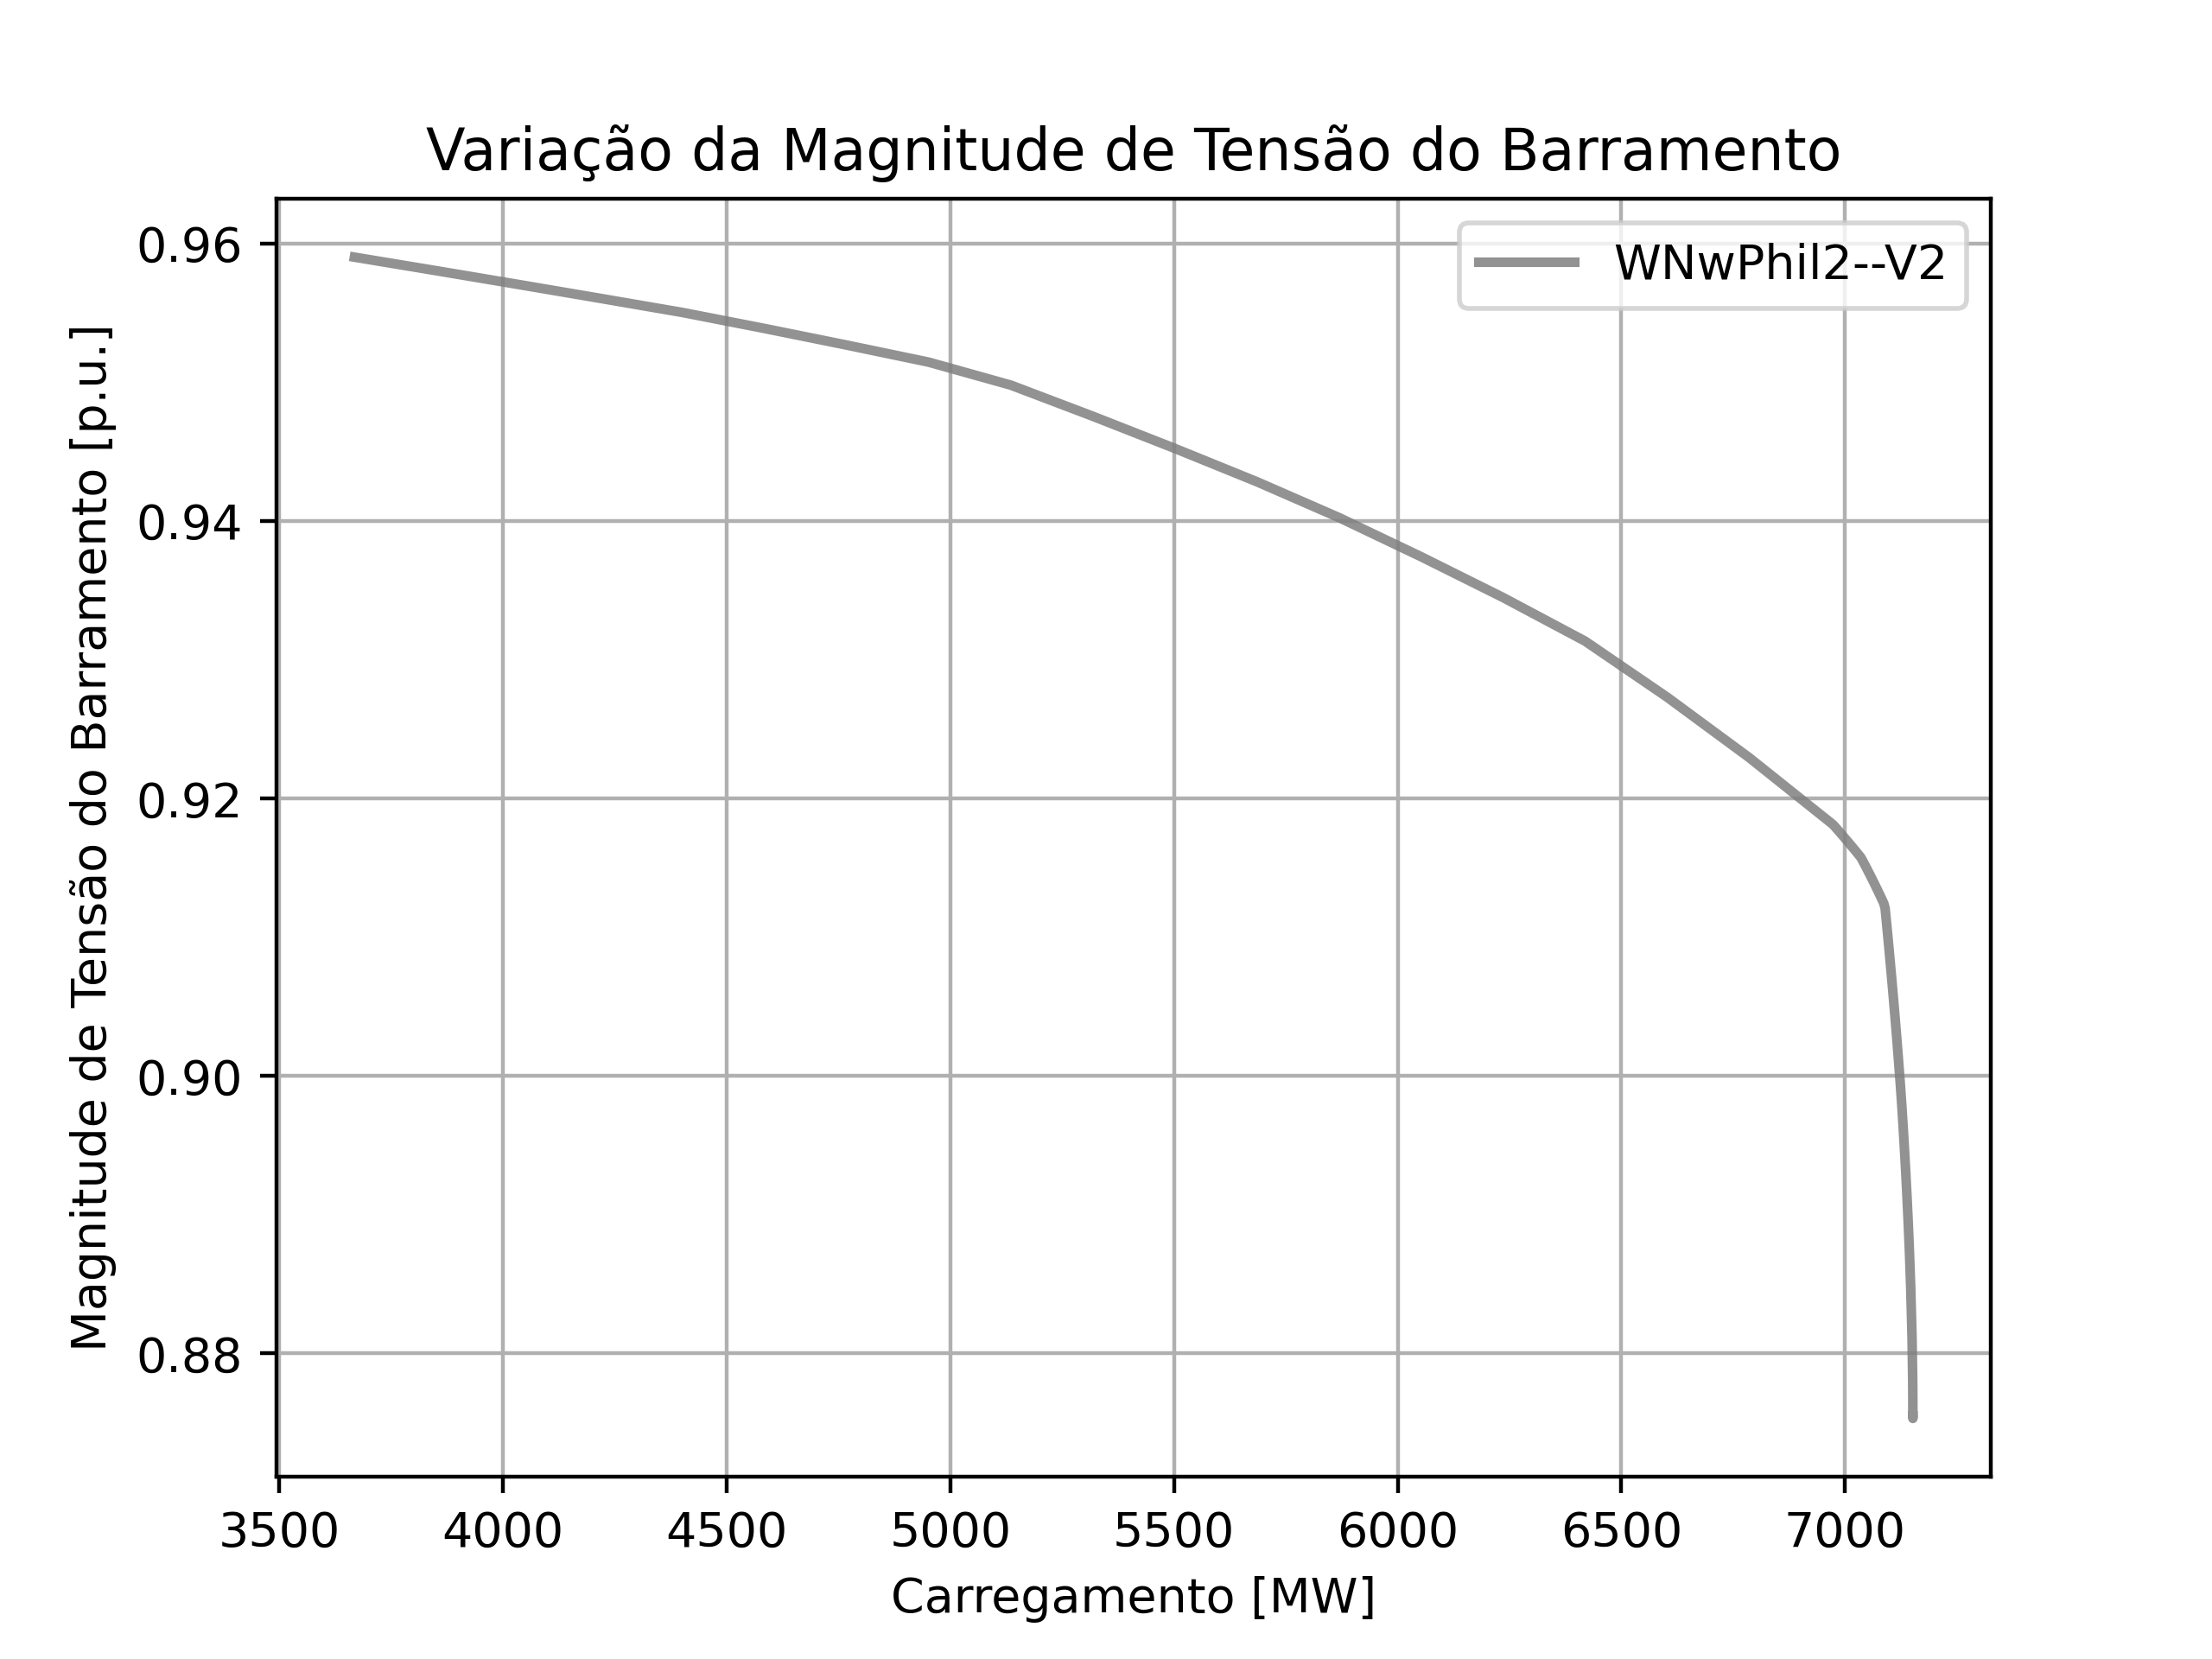 Variação da Magnitude de Tensão do Barramento
WNwPhil2--V2
Magnitude de Tensão do Barramento [p.u.]
0.96
0.94
0.92
0.90
0.88
3500 4000 4500 5000 5500 6000 6500 7000
Carregamento [MW]